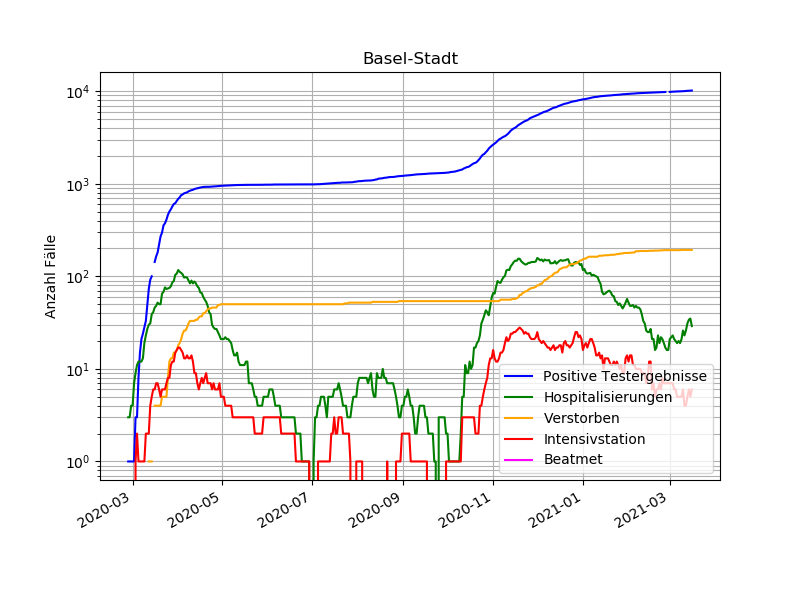 Basel-Stadt
Anzahl Fälle
10⁴
10³
10²
10¹
10⁰
2020-03
2020-05
2020-07
2020-09
2020-11
2021-01
2021-03
Positive Testergebnisse
Hospitalisierungen
Verstorben
Intensivstation
Beatmet